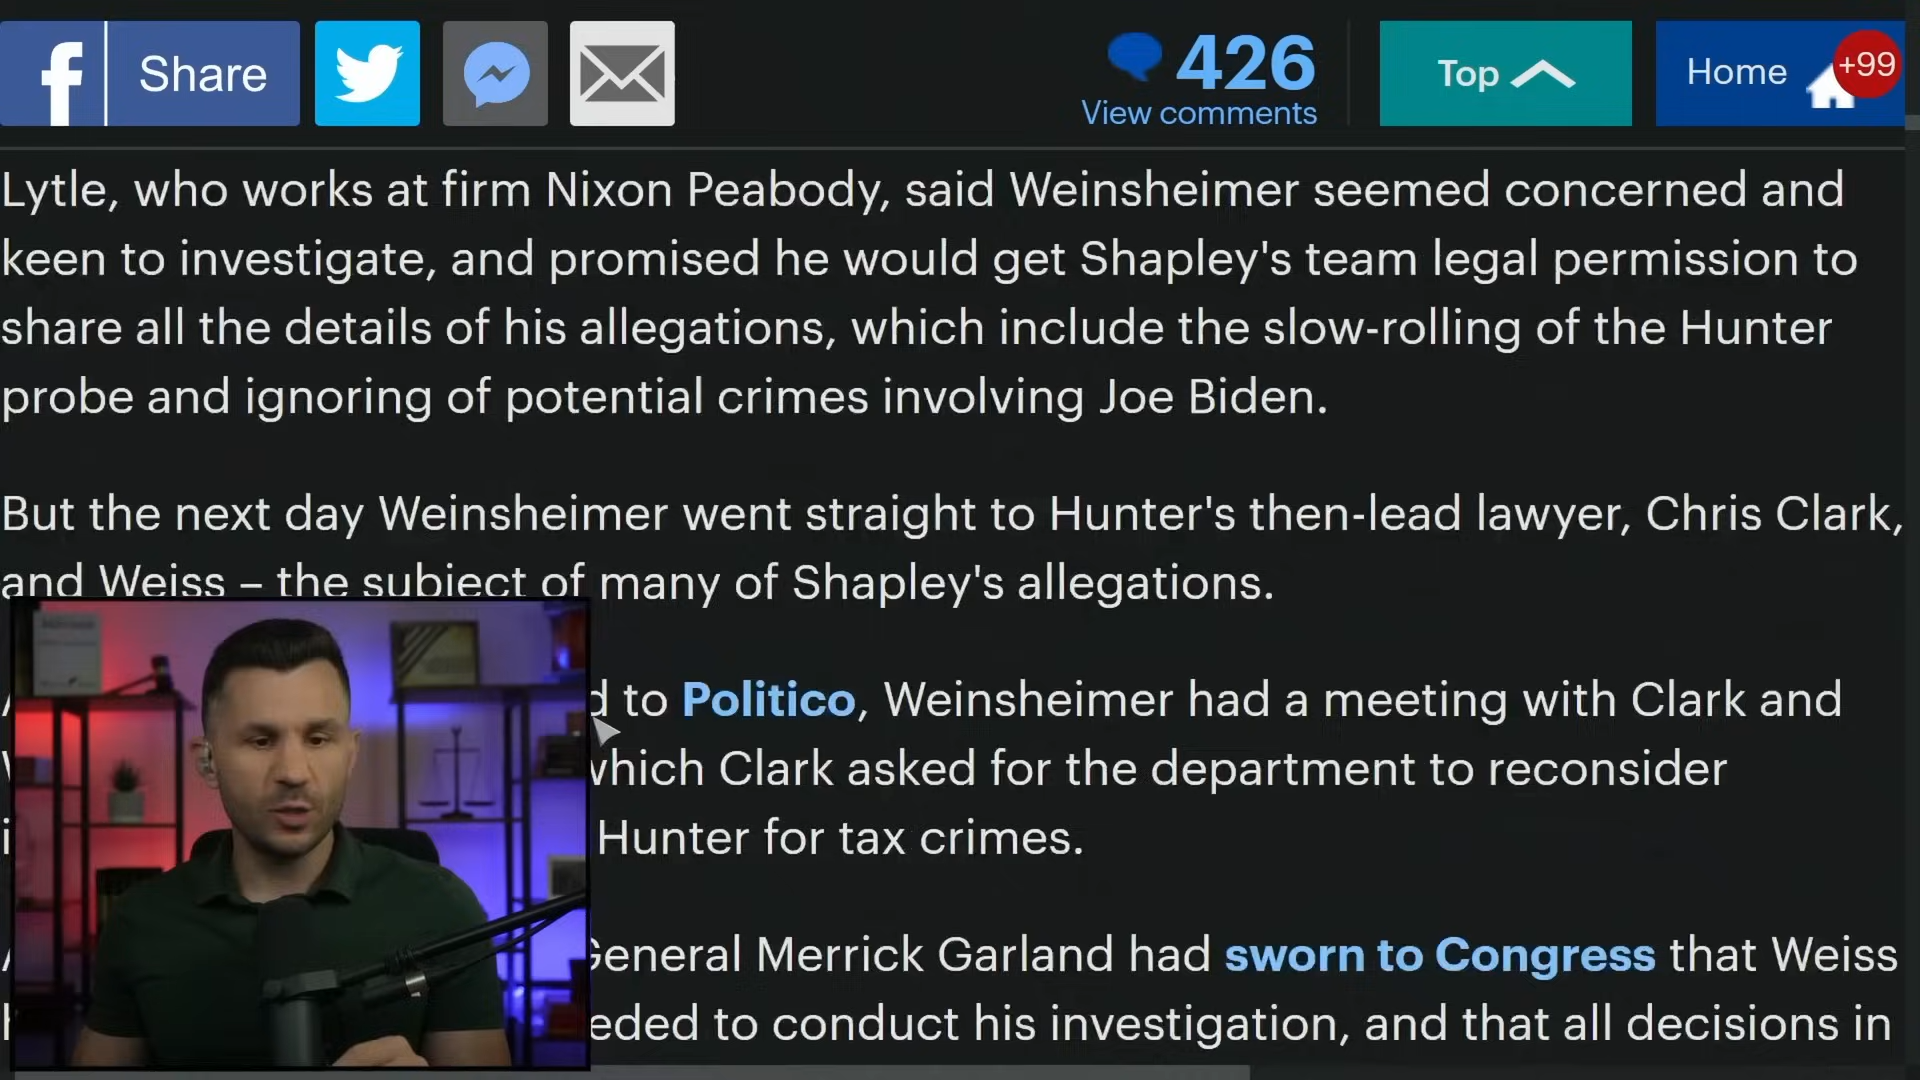 Share
426
View comments
Top
Home
+99
Lytle, who works at firm Nixon Peabody, said Weinsheimer seemed concerned and
keen to investigate, and promised he would get Shapley's team legal permission to
share all the details of his allegations, which include the slow-rolling of the Hunter
probe and ignoring of potential crimes involving Joe Biden.
But the next day Weinsheimer went straight to Hunter's then-lead lawyer, Chris Clark,
and Weiss – the subject of many of Shapley's allegations.
to Politico, Weinsheimer had a meeting with Clark and
which Clark asked for the department to reconsider
Hunter for tax crimes.
General Merrick Garland had sworn to Congress that Weiss
to conduct his investigation, and that all decisions in